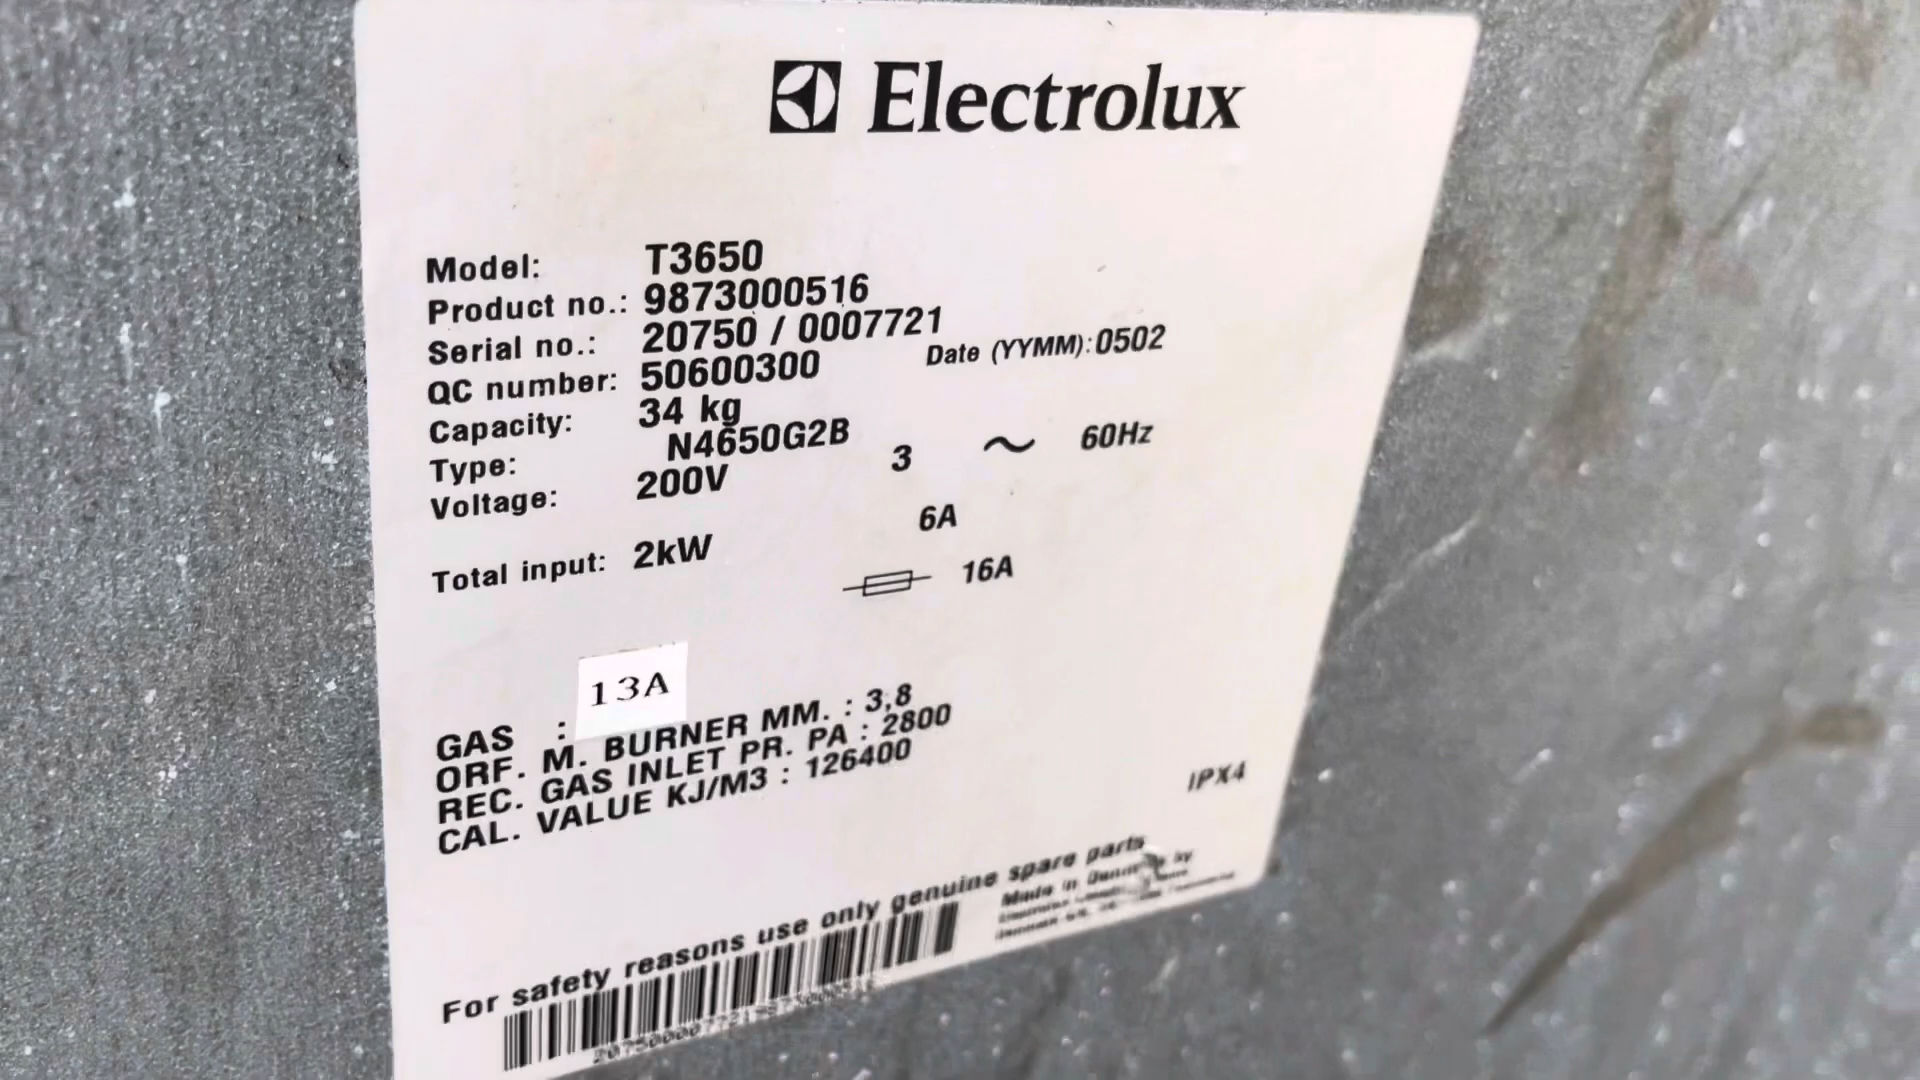 Electrolux
Model: T3650
Product no.: 9873000516
Serial no.: 20750 / 0007721
QC number: 50600300 Date (YYMM):0502
Capacity: 34 kg
Type: N4650G2B
Voltage: 200V 3 ~ 60Hz
6A
Total input: 2kW
16A
GAS : 13A
ORF. M. BURNER MM. : 3,8
REC. GAS INLET PR. PA : 2800
CAL. VALUE KJ/M3 : 126400
IPX4
For safety reasons use only genuine spare parts
Made in